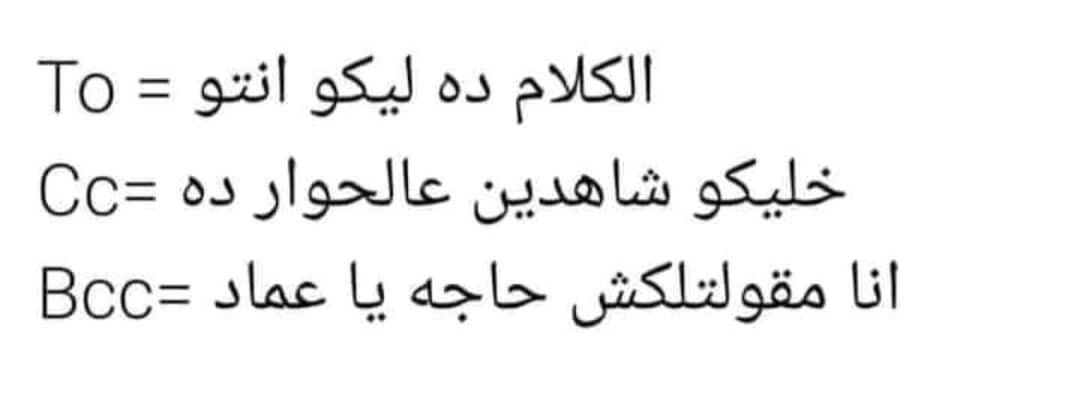 To = الكلام ده ليكو انتو
Cc= خليكو شاهدين عالحوار ده
Bcc= انا مقولتلكش حاجه يا عماد